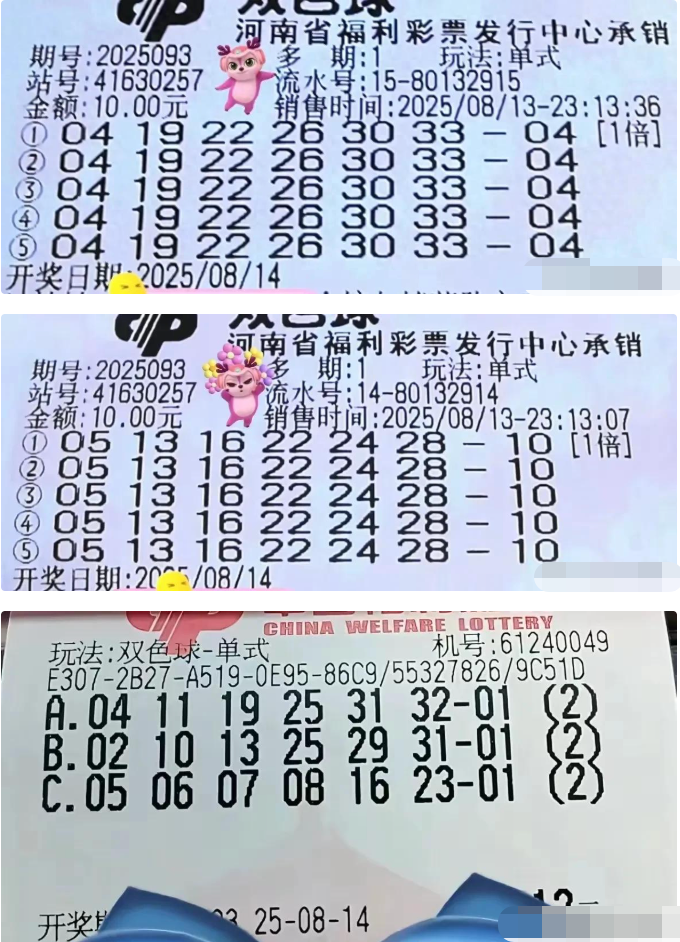 双色球
河南省福利彩票发行中心承销
期号:2025093 多 期:1 玩法:单式
站号:41630257 流水号:15-80132915
金额:10.00元 销售时间:2025/08/13-23:13:36
① 04 19 22 26 30 33 - 04 [1倍]
② 04 19 22 26 30 33 - 04
③ 04 19 22 26 30 33 - 04
④ 04 19 22 26 30 33 - 04
⑤ 04 19 22 26 30 33 - 04
开奖日期:2025/08/14
双色球
河南省福利彩票发行中心承销
期号:2025093 多 期:1 玩法:单式
站号:41630257 流水号:14-80132914
金额:10.00元 销售时间:2025/08/13-23:13:07
① 05 13 16 22 24 28 - 10 [1倍]
② 05 13 16 22 24 28 - 10
③ 05 13 16 22 24 28 - 10
④ 05 13 16 22 24 28 - 10
⑤ 05 13 16 22 24 28 - 10
开奖日期:2025/08/14
CHINA WELFARE LOTTERY
玩法:双色球-单式 机号:61240049
E307-2B27-A519-0E95-86C9/55327826/9C51D
A.04 11 19 25 31 32-01 (2)
B.02 10 13 25 29 31-01 (2)
C.05 06 07 08 16 23-01 (2)
开奖 25-08-14